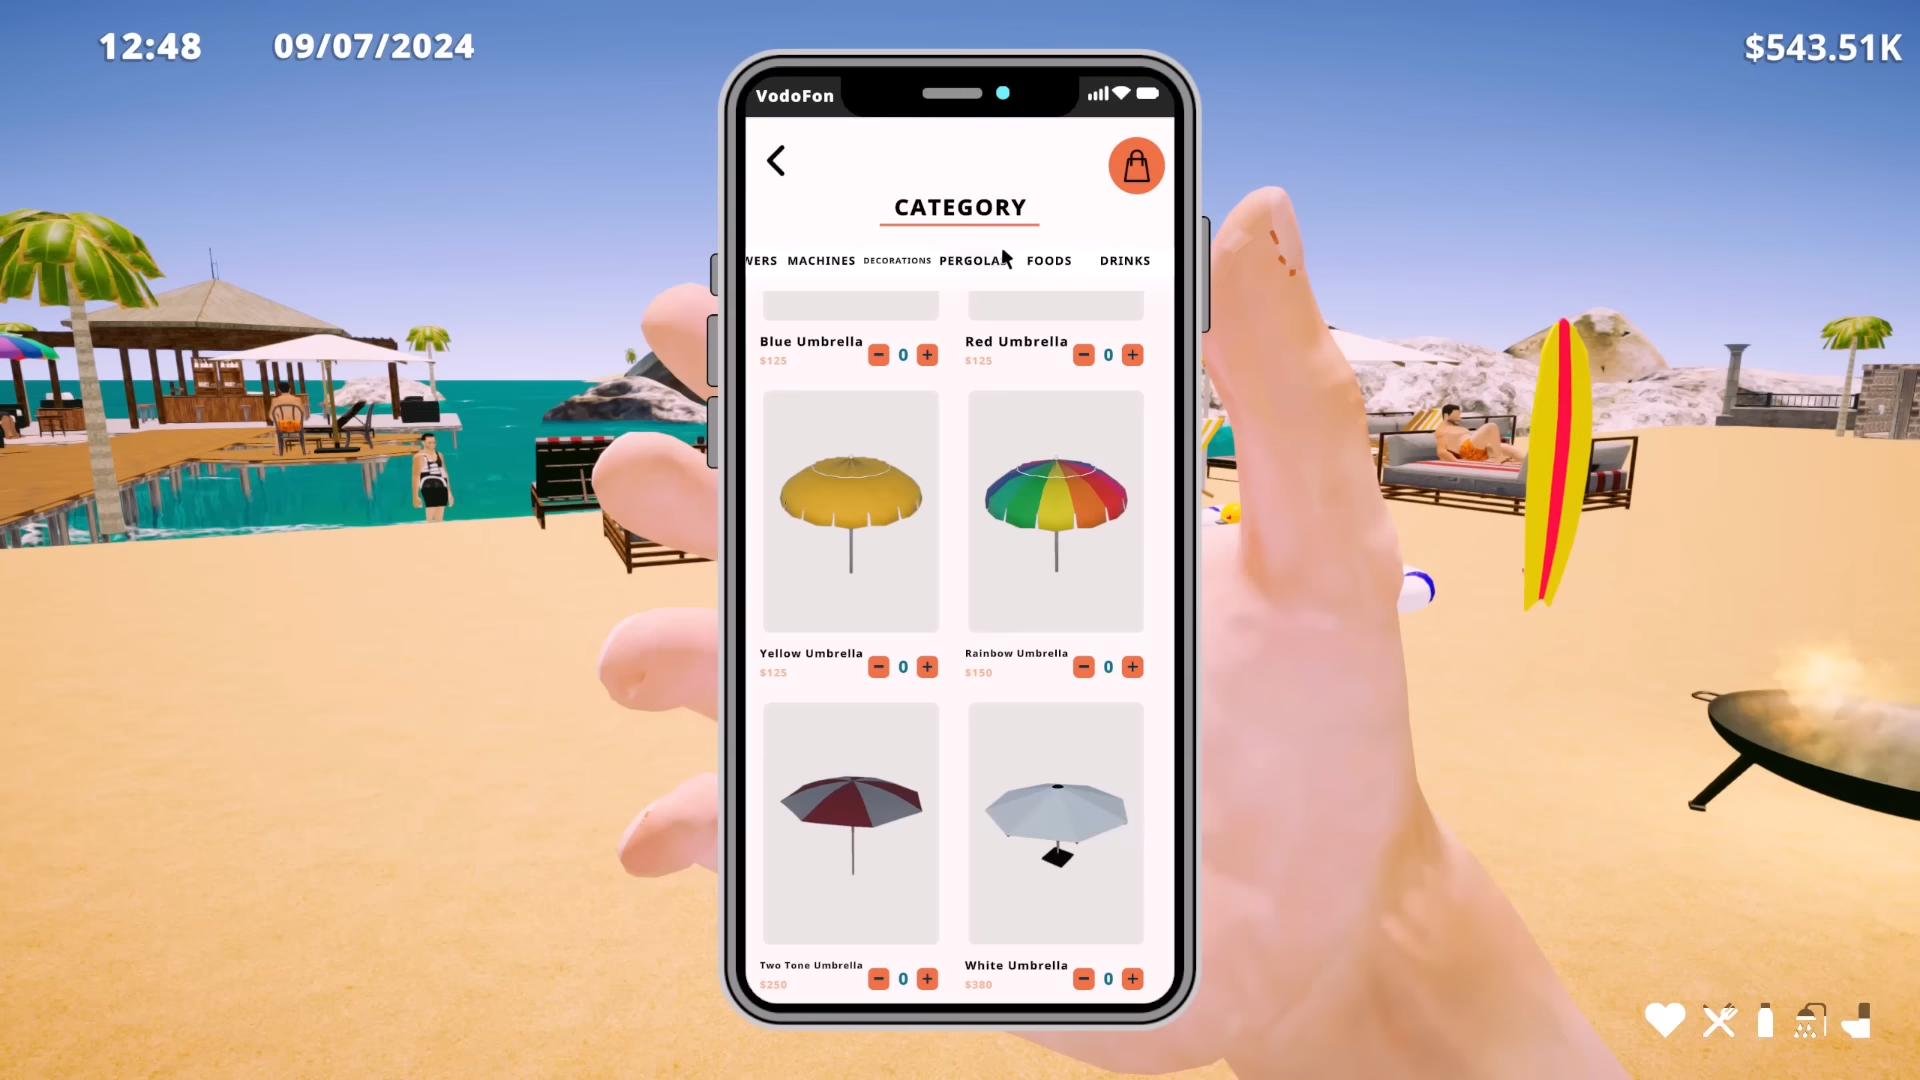 12:48 09/07/2024
$543.51K
VodoFon
CATEGORY
WERS MACHINES DECORATIONS PERGOLAS FOODS DRINKS
Blue Umbrella
$125
- 0 +
Red Umbrella
$125
- 0 +
Yellow Umbrella
$125
- 0 +
Rainbow Umbrella
$150
- 0 +
Two Tone Umbrella
$250
- 0 +
White Umbrella
$380
- 0 +